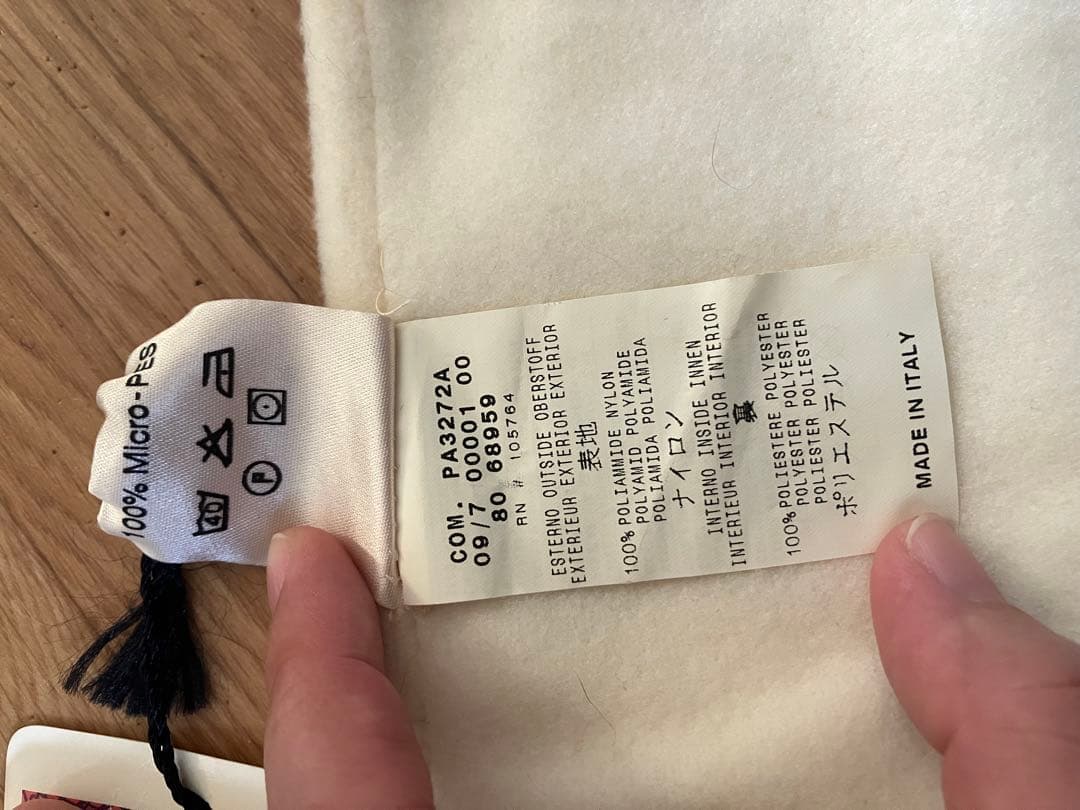 100% Micro-PES
40
P
COM. PA3272A
09/7 00001 00
80 68959
RN # 105764
ESTERNO OUTSIDE OBERSTOFF
EXTERIEUR EXTERIOR EXTERIOR
表地
100% POLIAMMIDE NYLON
POLYAMID POLYAMIDE
POLIAMIDA POLIAMIDA
ナイロン
INTERNO INSIDE INNEN
INTERIEUR INTERIOR INTERIOR
裏
100% POLIESTERE POLYESTER
POLYESTER POLYESTER
POLIESTER POLIESTER
ポリエステル
MADE IN ITALY